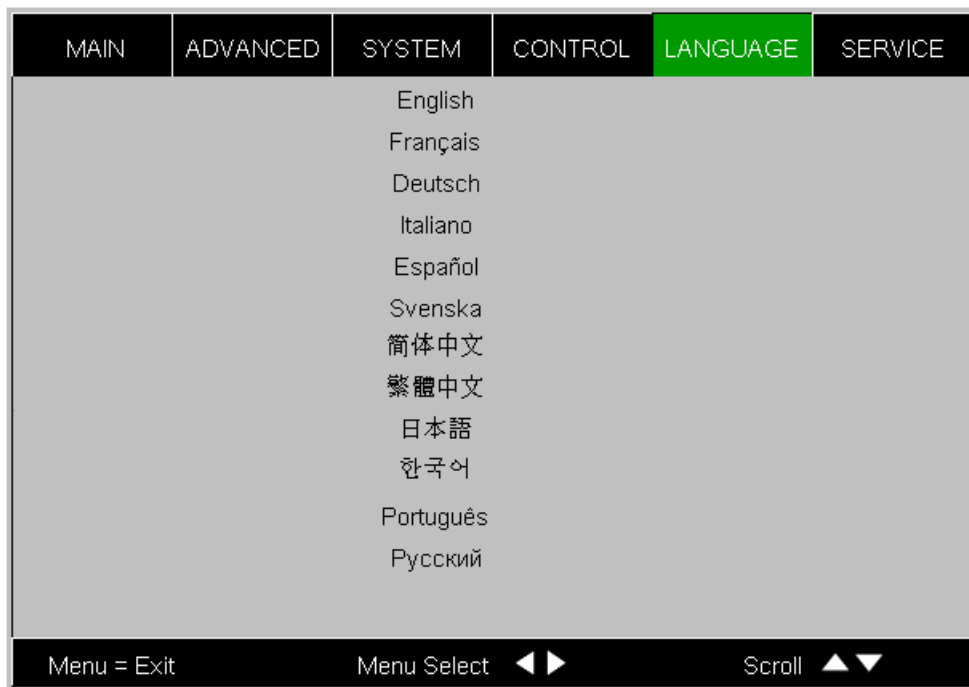 MAIN ADVANCED SYSTEM CONTROL LANGUAGE SERVICE
English
Français
Deutsch
Italiano
Español
Svenska
简体中文
繁體中文
日本語
한국어
Português
Русский
Menu = Exit Menu Select Scroll